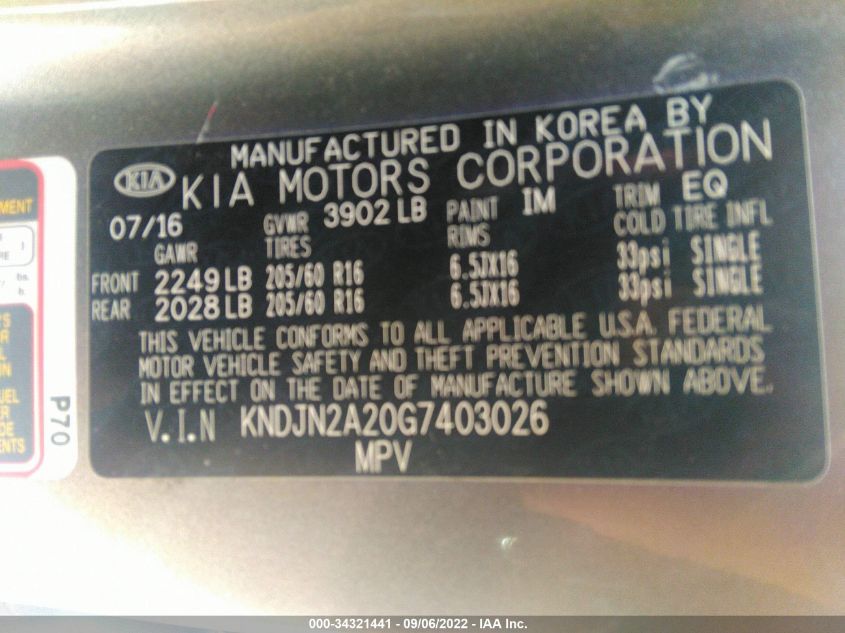 MANUFACTURED IN KOREA BY
KIA KIA MOTORS CORPORATION
07/16 GVWR 3902 LB PAINT IM TRIM EQ
GAWR TIRES RIMS COLD TIRE INFL
FRONT 2249 LB 205/60 R16 6.5JX16 33psi SINGLE
REAR 2028 LB 205/60 R16 6.5JX16 33psi SINGLE
THIS VEHICLE CONFORMS TO ALL APPLICABLE U.S.A. FEDERAL
MOTOR VEHICLE SAFETY AND THEFT PREVENTION STANDARDS
IN EFFECT ON THE DATE OF MANUFACTURE SHOWN ABOVE.
V.I.N KNDJN2A20G7403026
MPV
P70
000-34321441 - 09/06/2022 - IAA Inc.